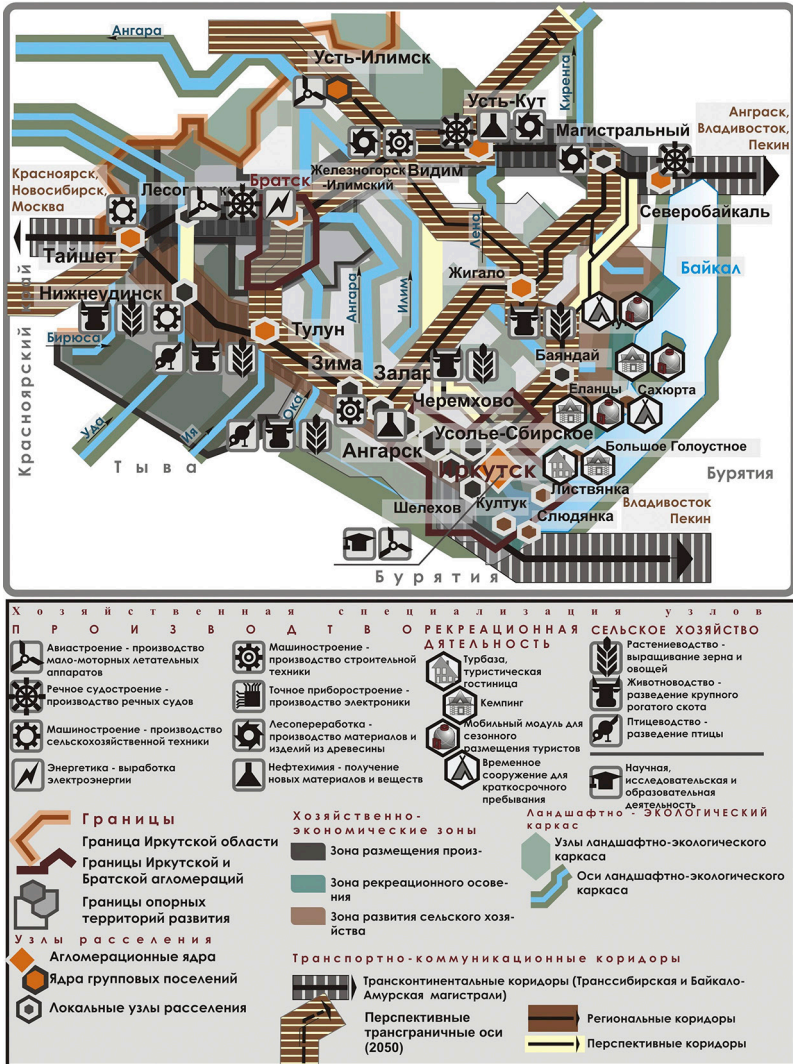 Ангара
Усть-Илимск
Киренга
Усть-Кут
Магистральный
Ангарск,
Владивосток,
Пекин
Красноярск,
Новосибирск,
Москва
Братск
Железногорск
-Илимский
Видим
Северобайкаль
Тайшет
Лена
Байкал
Нижнеудинск
Ангара
Илим
Жигало
Бирюса
Тулун
Баяндай
Красноярский край
Зима
Залар
Еланцы
Сахюрта
Черемхово
Уда
Ия
Ока
Усолье-Сбирское
Ангарск
Большое Голоустное
Тыва
Иркутск
Бурятия
Листвянка
Шелехов
Култук
Владивосток
Пекин
Слюдянка
Бурятия
Хозяйственная специализация узлов
ПРОИЗВОДТВО
РЕКРЕАЦИОННАЯ
ДЯТЕЛЬНОСТЬ
СЕЛЬСКОЕ ХОЗЯЙСТВО
Авиастроение - производство
мало-моторных летательных
аппаратов
Речное судостроение -
производство речных судов
Машиностроение - производство
сельскохозяйственной техники
Энергетика - выработка
электроэнергии
Машиностроение -
производство строительной
техники
Точное приборостроение -
производство электроники
Лесопереработка -
производство материалов и
изделий из древесины
Нефтехимия - получение
новых материалов и веществ
Турбаза,
туристическая
гостиница
Кемпинг
Мобильный модуль для
сезонного
размещения туристов
Временное
сооружение для
краткосрочного
пребывания
Растениеводство -
выращивание зерна и
овощей
Животноводство -
разведение крупного
рогатого скота
Птицеводство -
разведение птицы
Научная,
исследовательская и
образовательная
деятельность
Границы
Граница Иркутской области
Границы Иркутской и
Братской агломераций
Границы опорных
территорий развития
Хозяйственно-
экономические зоны
Зона размещения произ-
Зона рекреационного осове-
ния
Зона развития сельского хозя-
йства
Ландшафтно - ЭКОЛОГИЧЕСКИЙ
каркас
Узлы ландшафтно-экологического
каркаса
Оси ландшафтно-экологического
каркаса
Узлы расселения
Агломерационные ядра
Ядра групповых поселений
Локальные узлы расселения
Транспортно-коммуникационные коридоры
Трансконтинентальные коридоры (Транссибирская и Байкало-
Амурская магистрали)
Перспективные
трансграничные оси
(2050)
Региональные коридоры
Перспективные коридоры